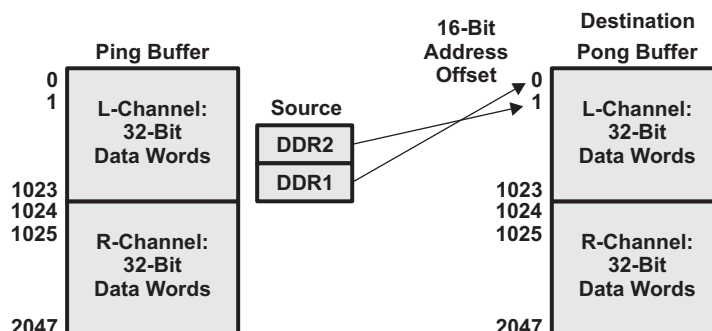 Ping Buffer
0
1
L-Channel:
32-Bit
Data Words
1023
1024
1025
R-Channel:
32-Bit
Data Words
2047
Source
DDR2
DDR1
16-Bit
Address
Offset
Destination
Pong Buffer
0
1
L-Channel:
32-Bit
Data Words
1023
1024
1025
R-Channel:
32-Bit
Data Words
2047